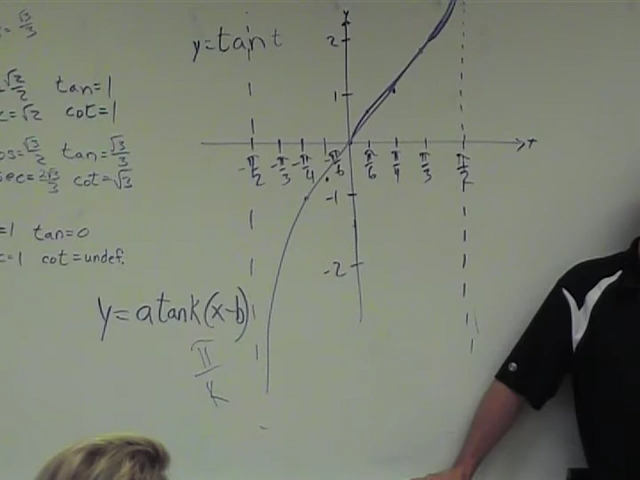 √3/3
y=tan t
√2/2 tan=1
c=√2 cot=1
os=√3/2 tan=√3/3
sec=2√3/3 cot=√3
=1 tan=0
=1 cot=undef.
y
2
1
-π/2 -π/3 -π/4 -π/6 π/6 π/4 π/3 π/2
-1
-2
y=a tan k(x-b)
π/k